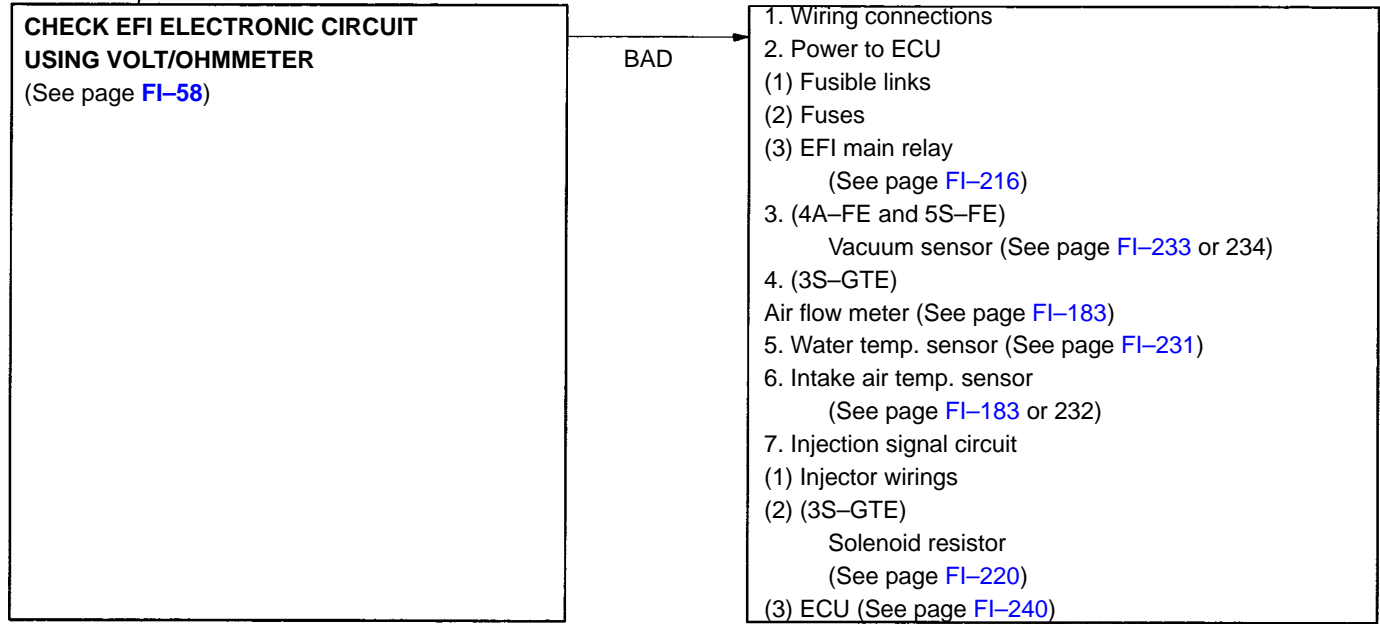 CHECK EFI ELECTRONIC CIRCUIT
USING VOLT/OHMMETER
(See page FI–58)
BAD
1. Wiring connections
2. Power to ECU
(1) Fusible links
(2) Fuses
(3) EFI main relay
(See page FI–216)
3. (4A–FE and 5S–FE)
Vacuum sensor (See page FI–233 or 234)
4. (3S–GTE)
Air flow meter (See page FI–183)
5. Water temp. sensor (See page FI–231)
6. Intake air temp. sensor
(See page FI–183 or 232)
7. Injection signal circuit
(1) Injector wirings
(2) (3S–GTE)
Solenoid resistor
(See page FI–220)
(3) ECU (See page FI–240)